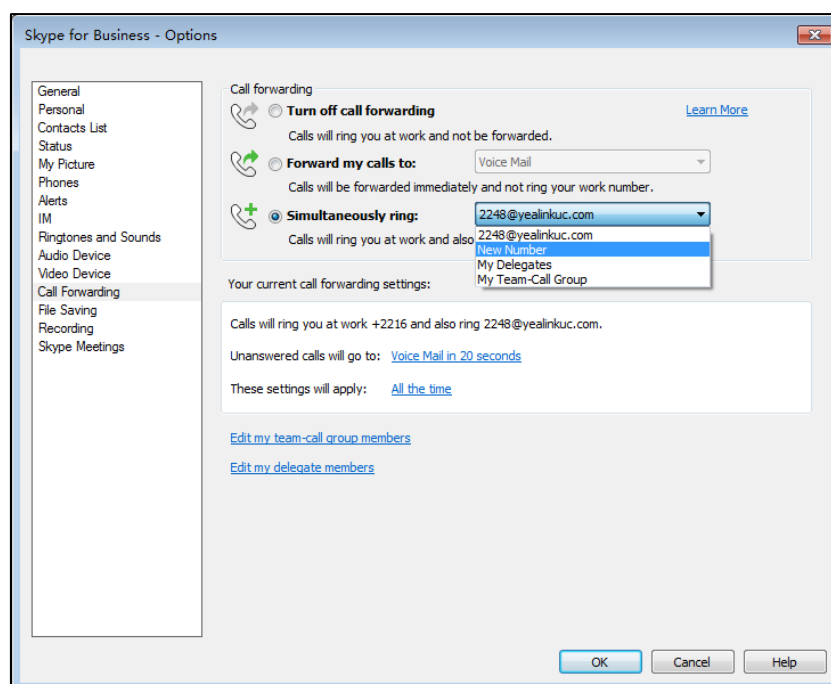 Skype for Business - Options
General
Personal
Contacts List
Status
My Picture
Phones
Alerts
IM
Ringtones and Sounds
Audio Device
Video Device
Call Forwarding
File Saving
Recording
Skype Meetings
Call forwarding
Turn off call forwarding
Learn More
Calls will ring you at work and not be forwarded.
Forward my calls to:
Voice Mail
Calls will be forwarded immediately and not ring your work number.
Simultaneously ring:
2248@yealinkuc.com
Calls will ring you at work and also
2248@yealinkuc.com
New Number
My Delegates
My Team-Call Group
Your current call forwarding settings:
Calls will ring you at work +2216 and also ring 2248@yealinkuc.com.
Unanswered calls will go to: Voice Mail in 20 seconds
These settings will apply: All the time
Edit my team-call group members
Edit my delegate members
OK Cancel Help